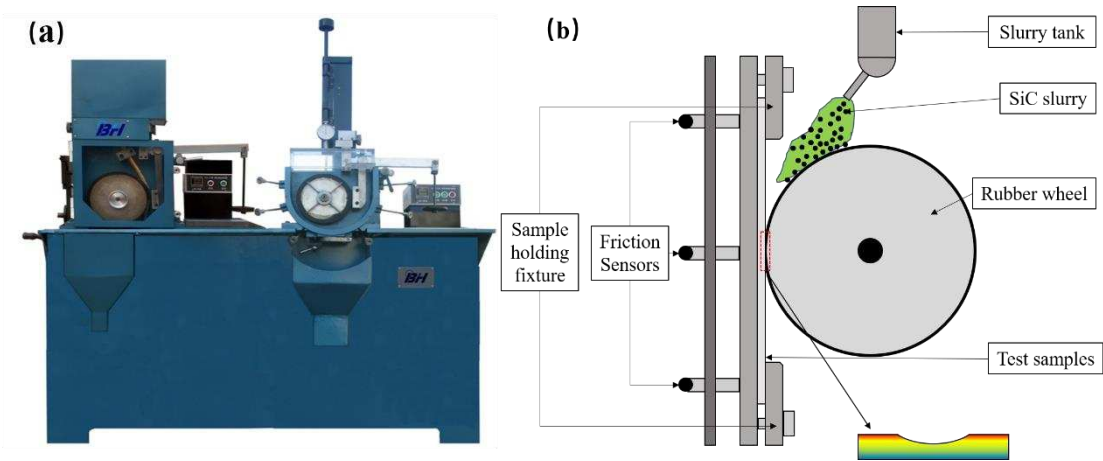 (a)
BH
BH
(b)
Slurry tank
SiC slurry
Rubber wheel
Sample
holding
fixture
Friction
Sensors
Test samples